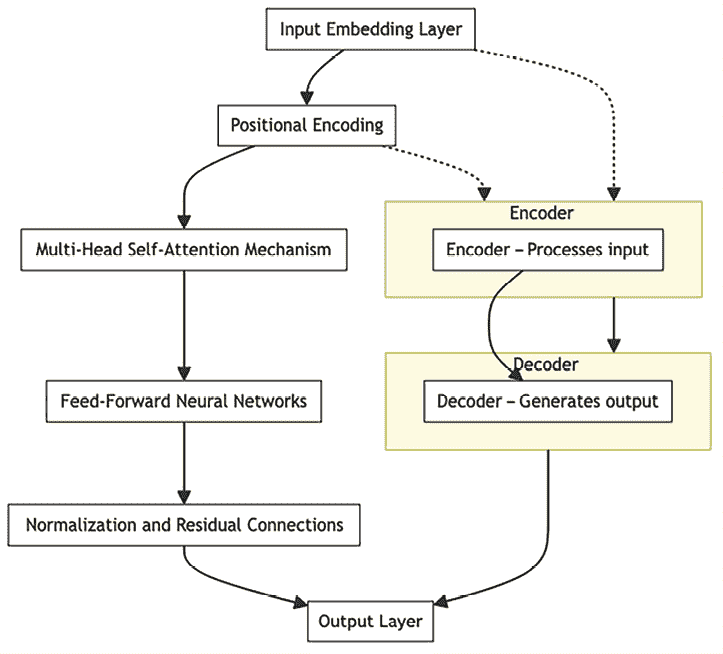 Input Embedding Layer
Positional Encoding
Encoder
Multi-Head Self-Attention Mechanism
Encoder – Processes input
Decoder
Feed-Forward Neural Networks
Decoder – Generates output
Normalization and Residual Connections
Output Layer